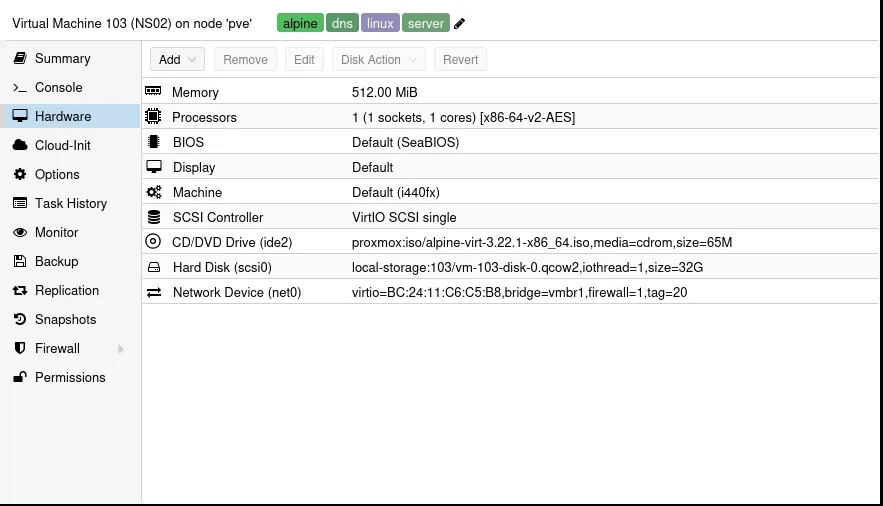 Virtual Machine 103 (NS02) on node 'pve' alpine dns linux server
Summary
Console
Hardware
Cloud-Init
Options
Task History
Monitor
Backup
Replication
Snapshots
Firewall
Permissions
Add Remove Edit Disk Action Revert
Memory 512.00 MiB
Processors 1 (1 sockets, 1 cores) [x86-64-v2-AES]
BIOS Default (SeaBIOS)
Display Default
Machine Default (i440fx)
SCSI Controller VirtIO SCSI single
CD/DVD Drive (ide2) proxmox:iso/alpine-virt-3.22.1-x86_64.iso,media=cdrom,size=65M
Hard Disk (scsi0) local-storage:103/vm-103-disk-0.qcow2,iothread=1,size=32G
Network Device (net0) virtio=BC:24:11:C6:C5:B8,bridge=vmbr1,firewall=1,tag=20